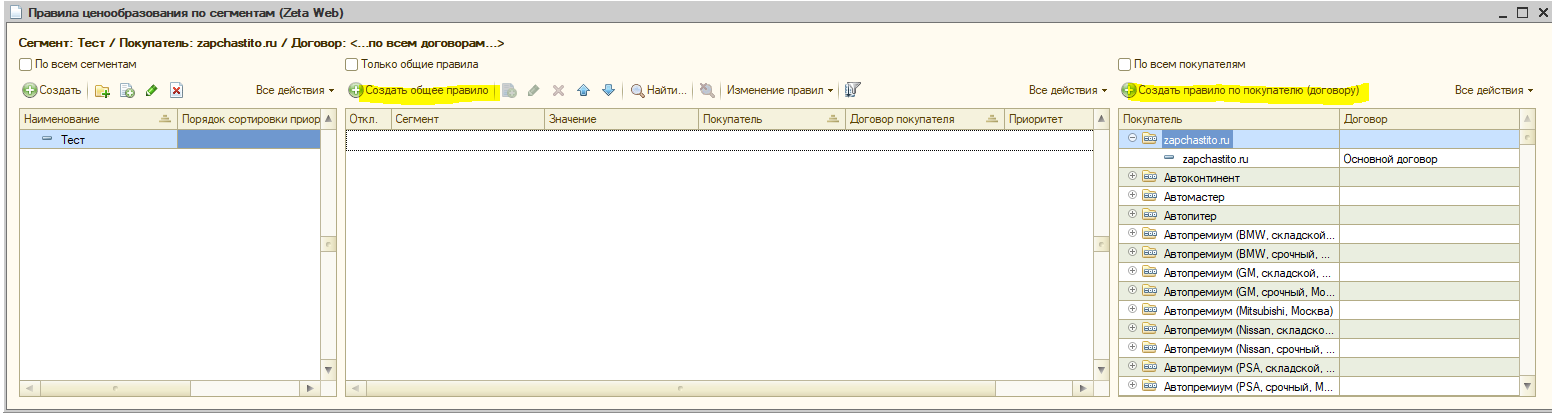 Правила ценообразования по сегментам (Zeta Web)
Сегмент: Тест / Покупатель: zapchastito.ru / Договор: <...по всем договорам...>
По всем сегментам
Создать Все действия
Наименование Порядок сортировки приор
Тест
Только общие правила
Создать общее правило Найти... Изменение правил Все действия
Откл. Сегмент Значение Покупатель Договор покупателя Приоритет
По всем покупателям
Создать правило по покупателю (договору) Все действия
Покупатель Договор
zapchastito.ru
zapchastito.ru Основной договор
Автоконтинент
Автомастер
Автопитер
Автопремиум (BMW, складской...
Автопремиум (BMW, срочный, ...
Автопремиум (GM, складской, ...
Автопремиум (GM, срочный, Мо...
Автопремиум (Mitsubishi, Москва)
Автопремиум (Nissan, складско...
Автопремиум (Nissan, срочный, ...
Автопремиум (PSA, складской, ...
Автопремиум (PSA, срочный, М...